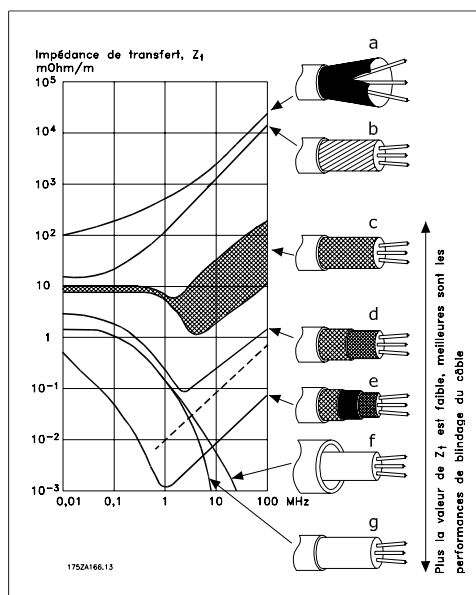 Impédance de transfert, Zt
mOhm/m
10⁵
10⁴
10³
10²
10
1
10⁻¹
10⁻²
10⁻³
0,01 0,1 1 10 100 MHz
a
b
c
d
e
f
g
Plus la valeur de Zt est faible, meilleures sont les
performances de blindage du câble
175ZA166.13